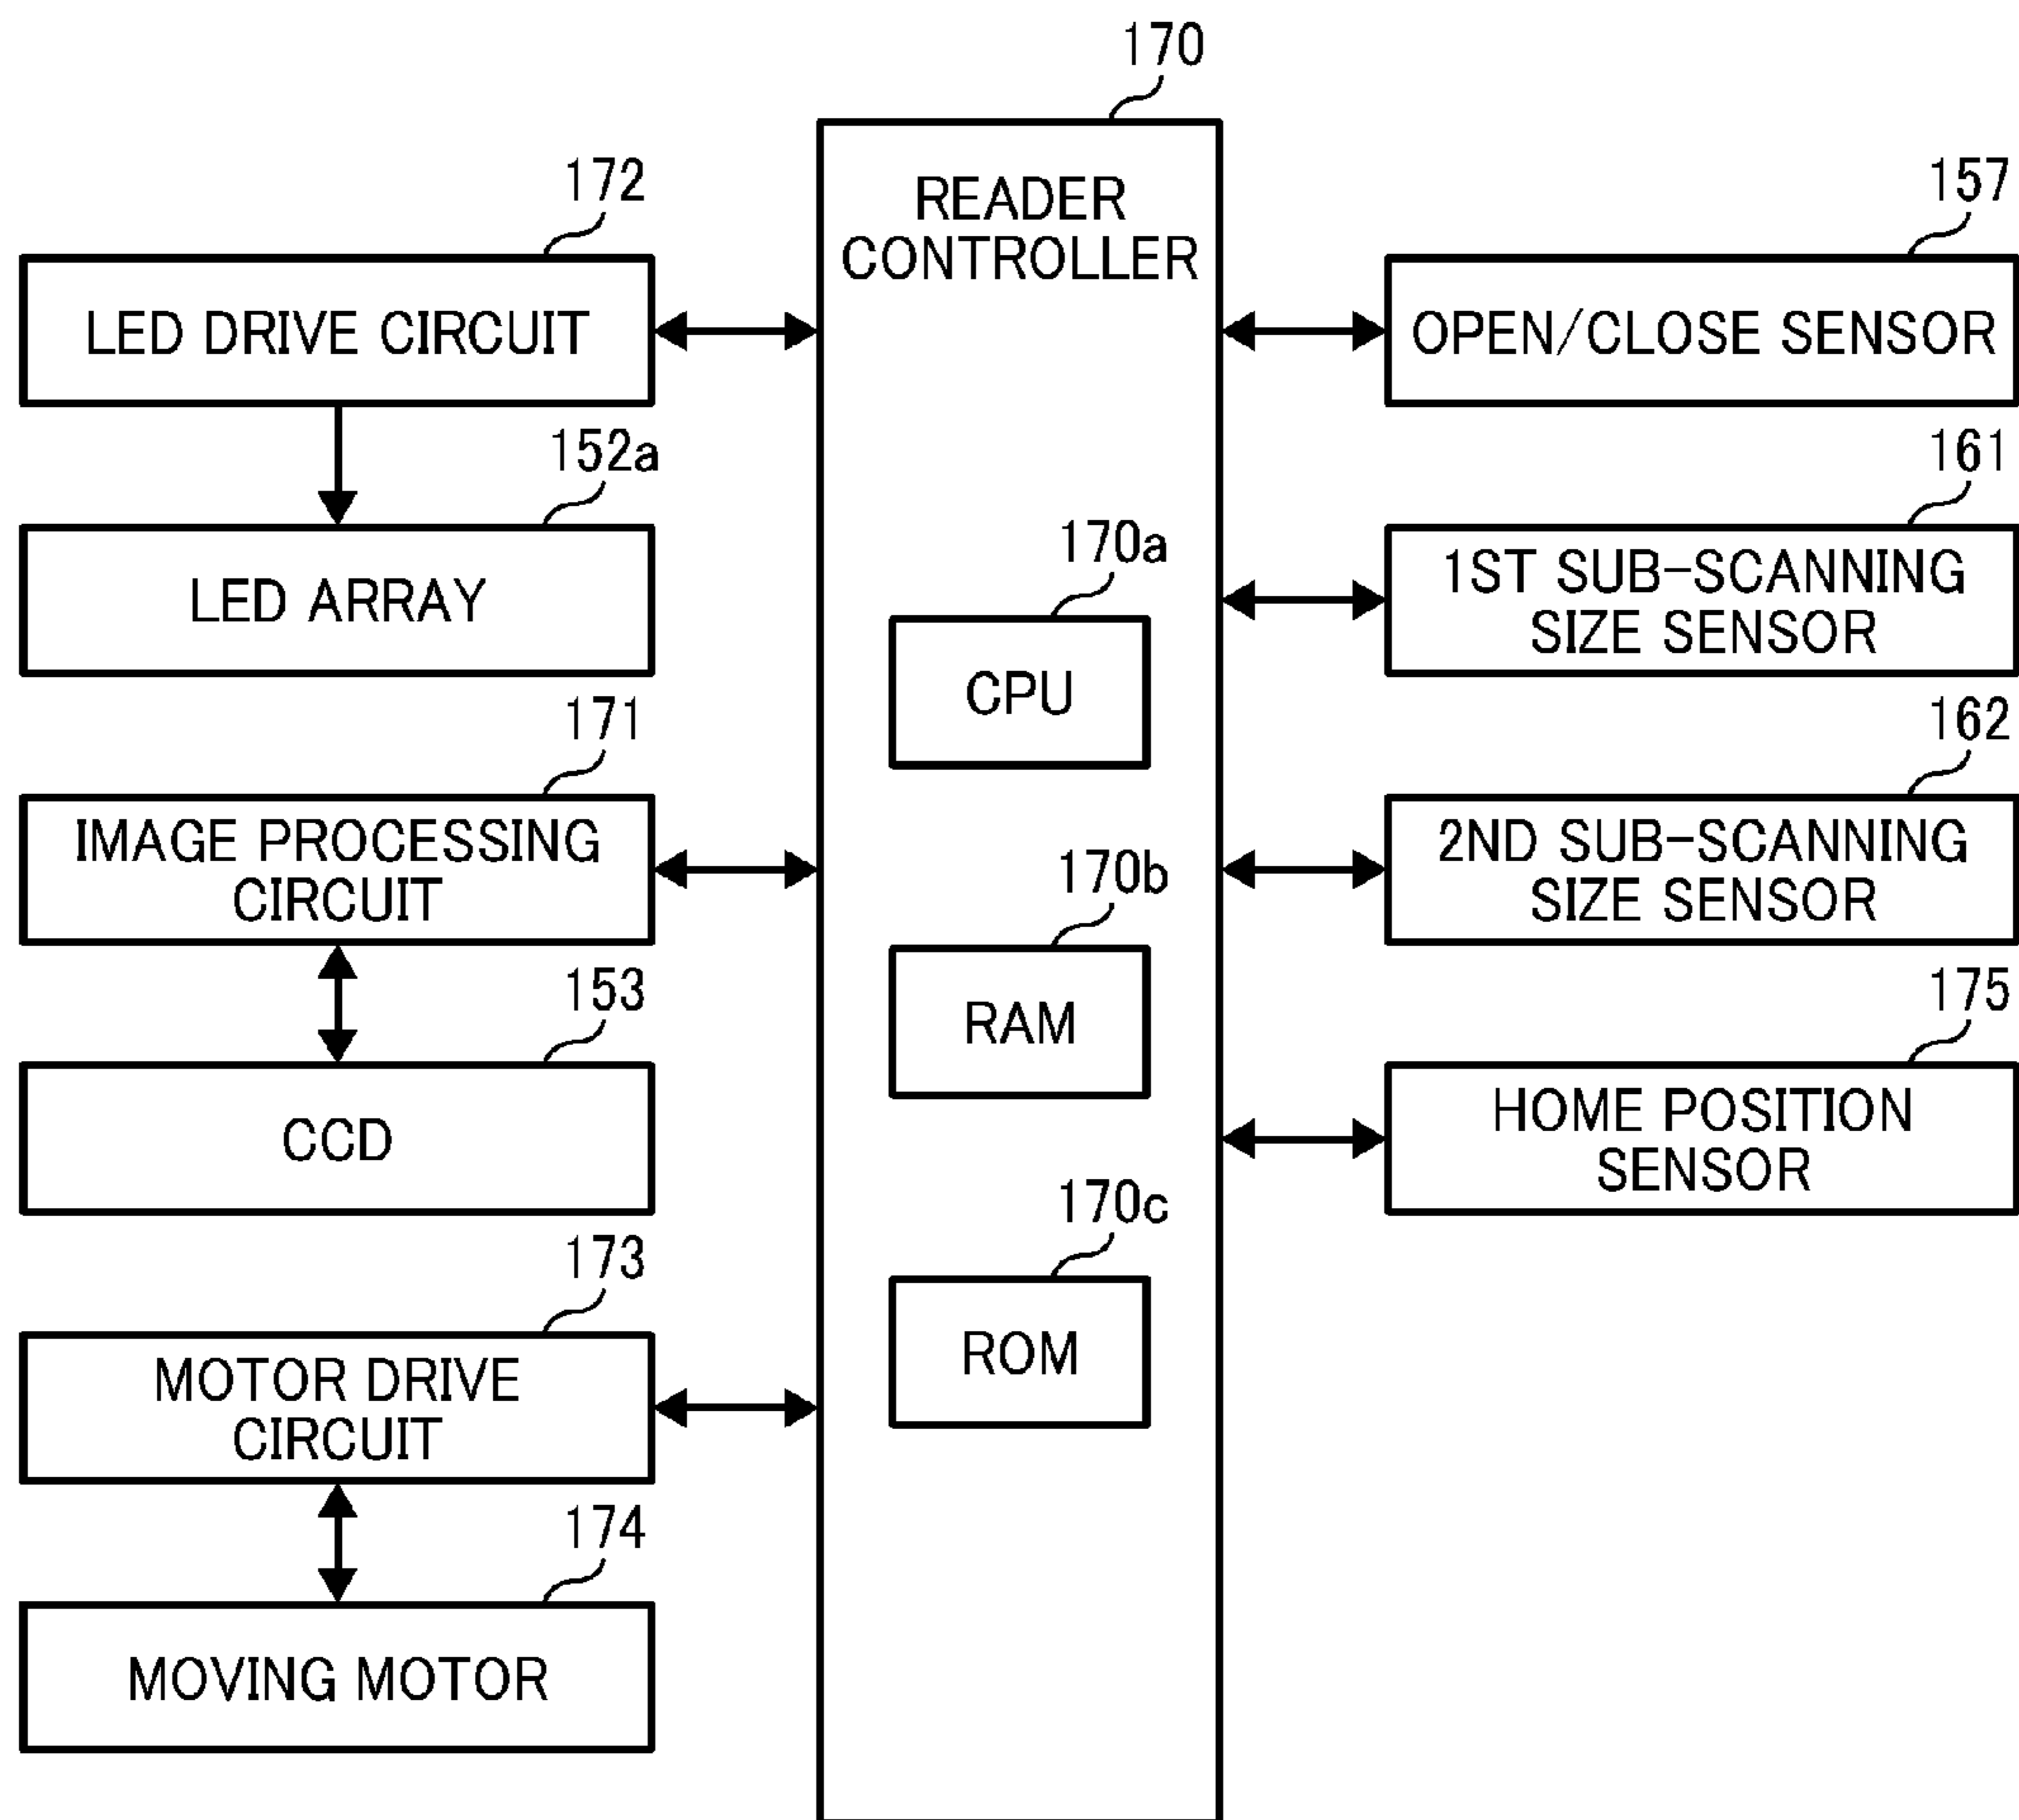 170
READER
CONTROLLER
172
LED DRIVE CIRCUIT
152a
LED ARRAY
171
IMAGE PROCESSING
CIRCUIT
153
CCD
173
MOTOR DRIVE
CIRCUIT
174
MOVING MOTOR
170a
CPU
170b
RAM
170c
ROM
157
OPEN/CLOSE SENSOR
161
1ST SUB-SCANNING
SIZE SENSOR
162
2ND SUB-SCANNING
SIZE SENSOR
175
HOME POSITION
SENSOR